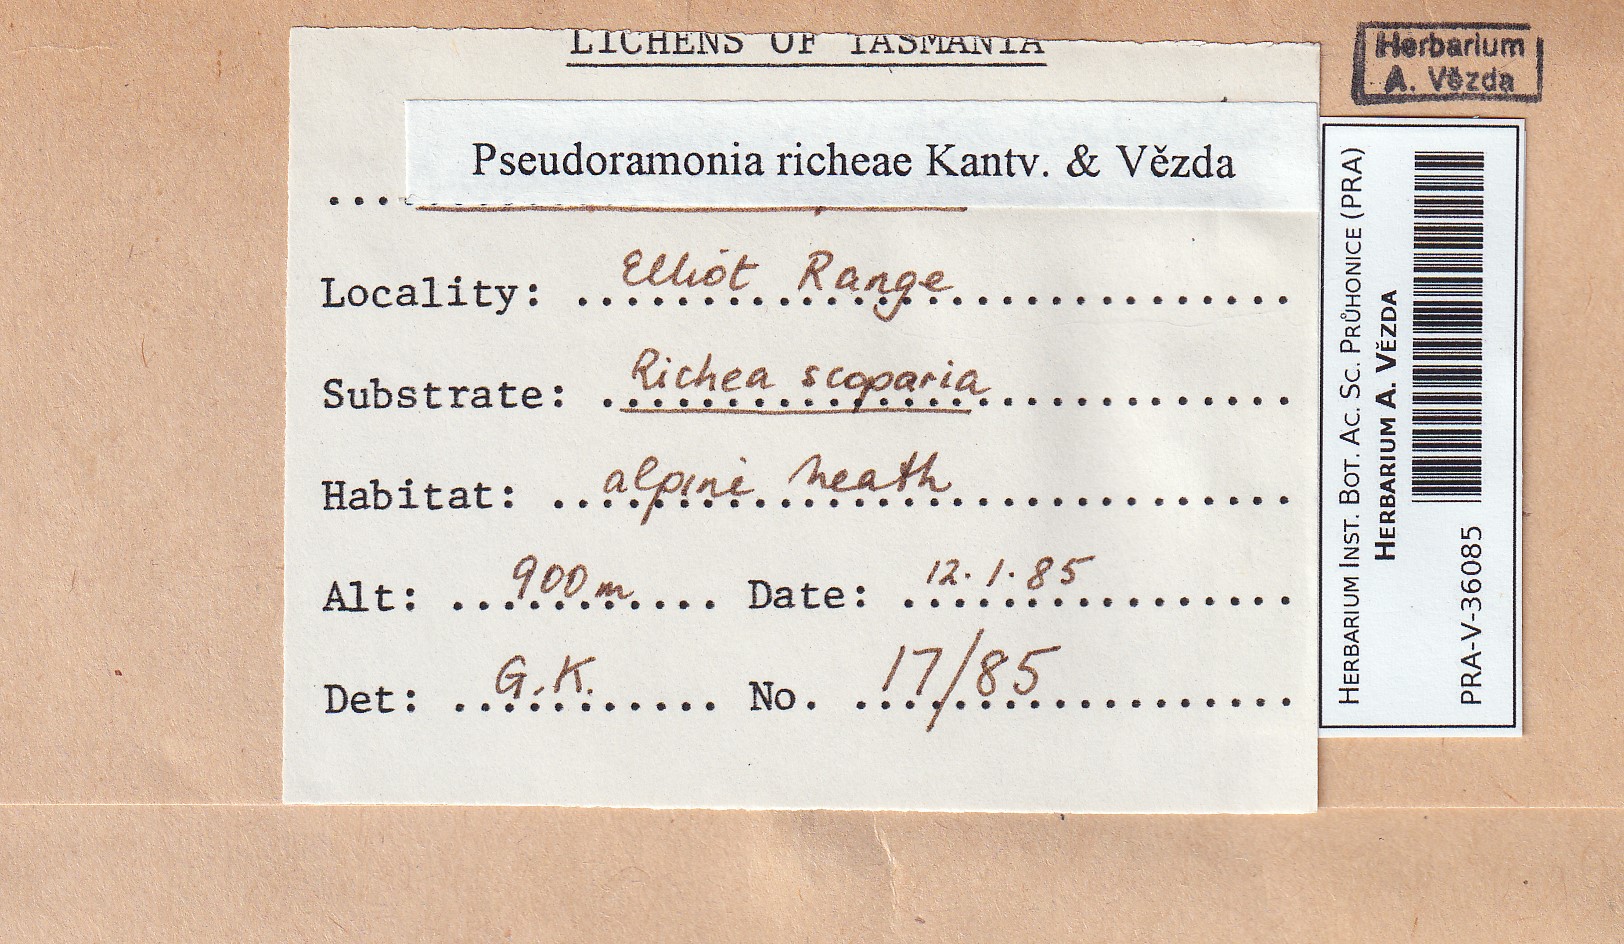 LICHENS OF TASMANIA
Herbarium
A. Vězda
Pseudoramonia richeae Kantv. & Vězda
Locality: Elliot Range
Substrate: Richea scoparia
Habitat: alpine heath
Alt: 900 m Date: 12.1.85
Det: G.K. No. 17/85
HERBARIUM INST. BOT. AC. SC. PRŮHONICE (PRA)
HERBARIUM A. VĚZDA
PRA-V-36085